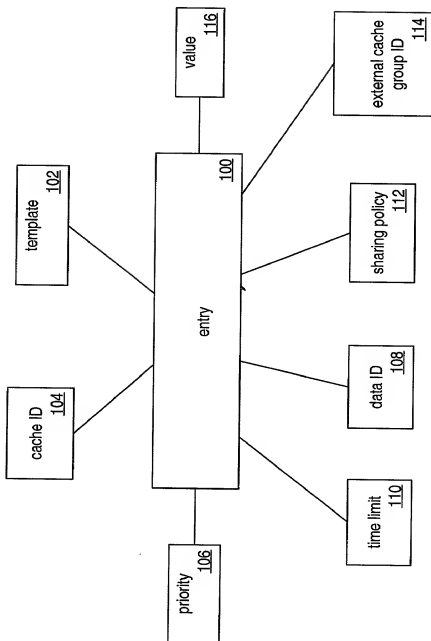 cache ID
104
template
102
priority
106
entry
100
value
116
time limit
110
data ID
108
sharing policy
112
external cache
group ID
114